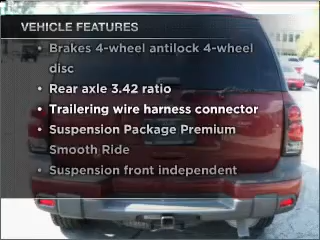 VEHICLE FEATURES
• Brakes 4-wheel antilock 4-wheel
disc
• Rear axle 3.42 ratio
• Trailering wire harness connector
• Suspension Package Premium
Smooth Ride
• Suspension front independent